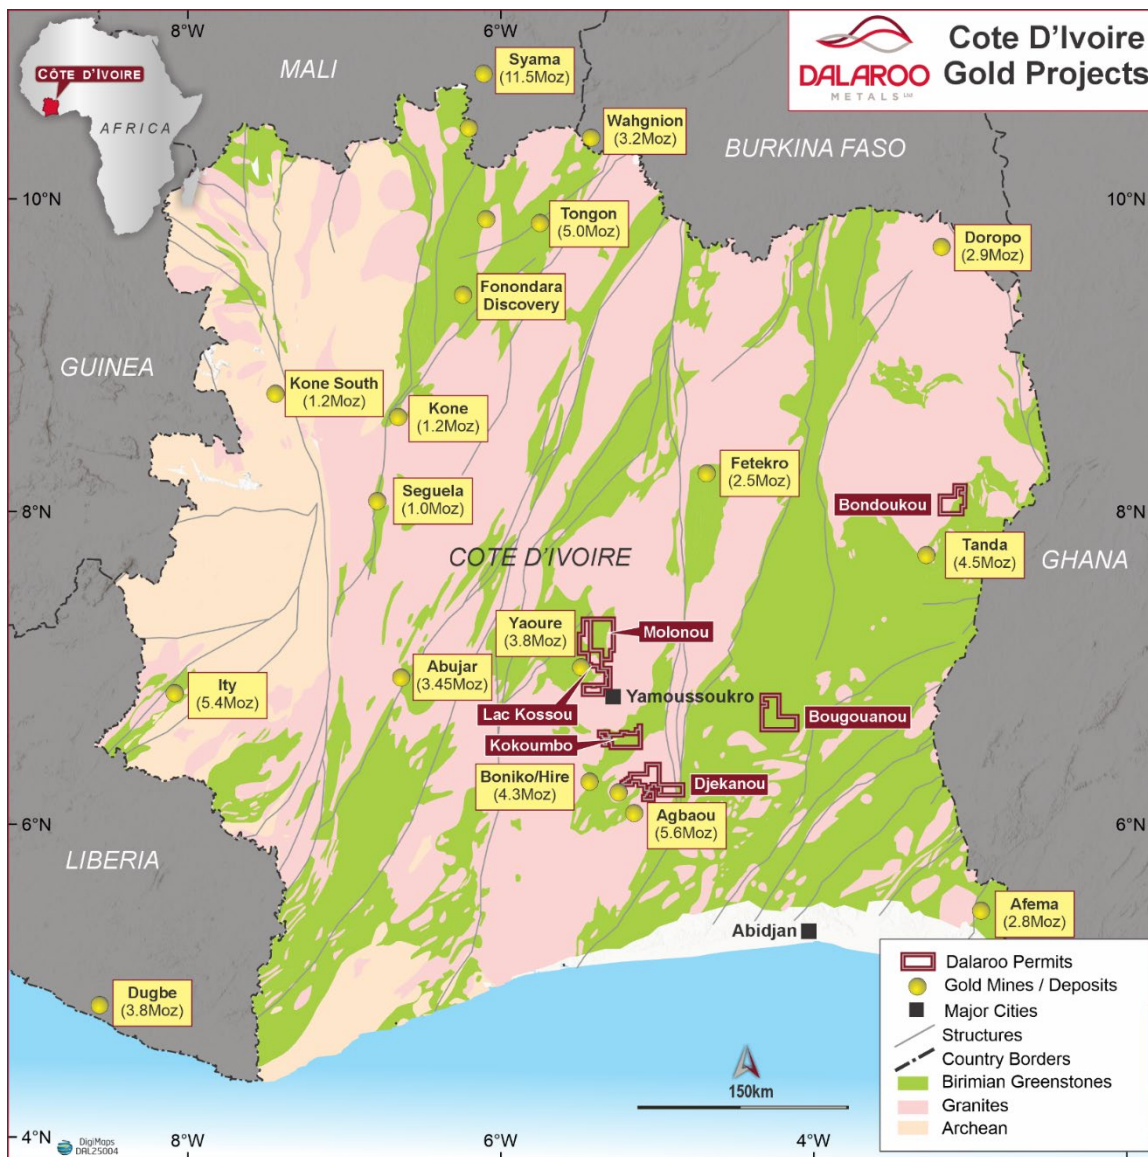 8°W
6°W
CÔTE D'IVOIRE
AFRICA
MALI
Syama
(11.5Moz)
DALAROO
METALS LTD
Cote D'Ivoire
Gold Projects
Wahgnion
(3.2Moz)
BURKINA FASO
10°N
10°N
Tongon
(5.0Moz)
Doropo
(2.9Moz)
Fonondara
Discovery
GUINEA
Kone South
(1.2Moz)
Kone
(1.2Moz)
Fetekro
(2.5Moz)
Seguela
(1.0Moz)
Bondoukou
8°N
8°N
COTE D'IVOIRE
Tanda
(4.5Moz)
GHANA
Yaoure
(3.8Moz)
Molonou
Abujar
(3.45Moz)
Ity
(5.4Moz)
Yamoussoukro
Lac Kossou
Bougouanou
Kokoumbo
Boniko/Hire
(4.3Moz)
Djekanou
Agbaou
(5.6Moz)
6°N
6°N
LIBERIA
Afema
(2.8Moz)
Abidjan
Dugbe
(3.8Moz)
Dalaroo Permits
Gold Mines / Deposits
Major Cities
Structures
Country Borders
Birimian Greenstones
Granites
Archean
150km
4°N
DigiMaps
DAL25004
8°W
6°W
4°W